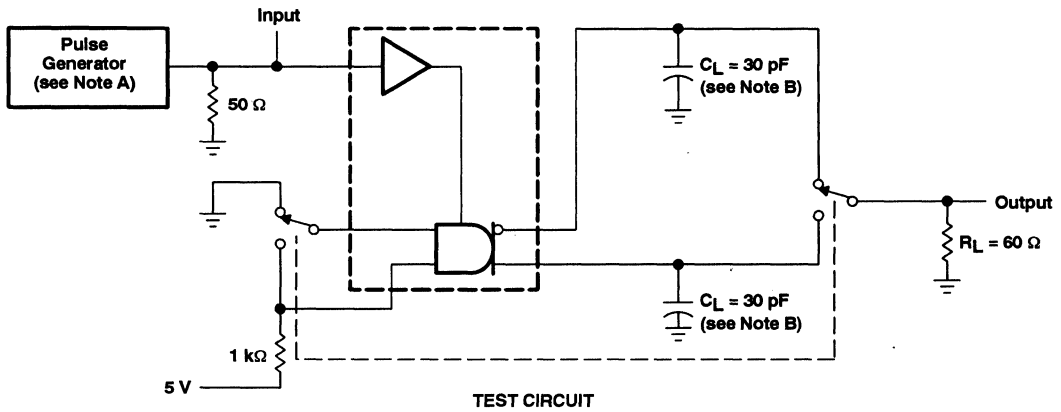 Input
Pulse
Generator
(see Note A)
50 Ω
CL = 30 pF
(see Note B)
Output
RL = 60 Ω
CL = 30 pF
(see Note B)
1 kΩ
5 V
TEST CIRCUIT